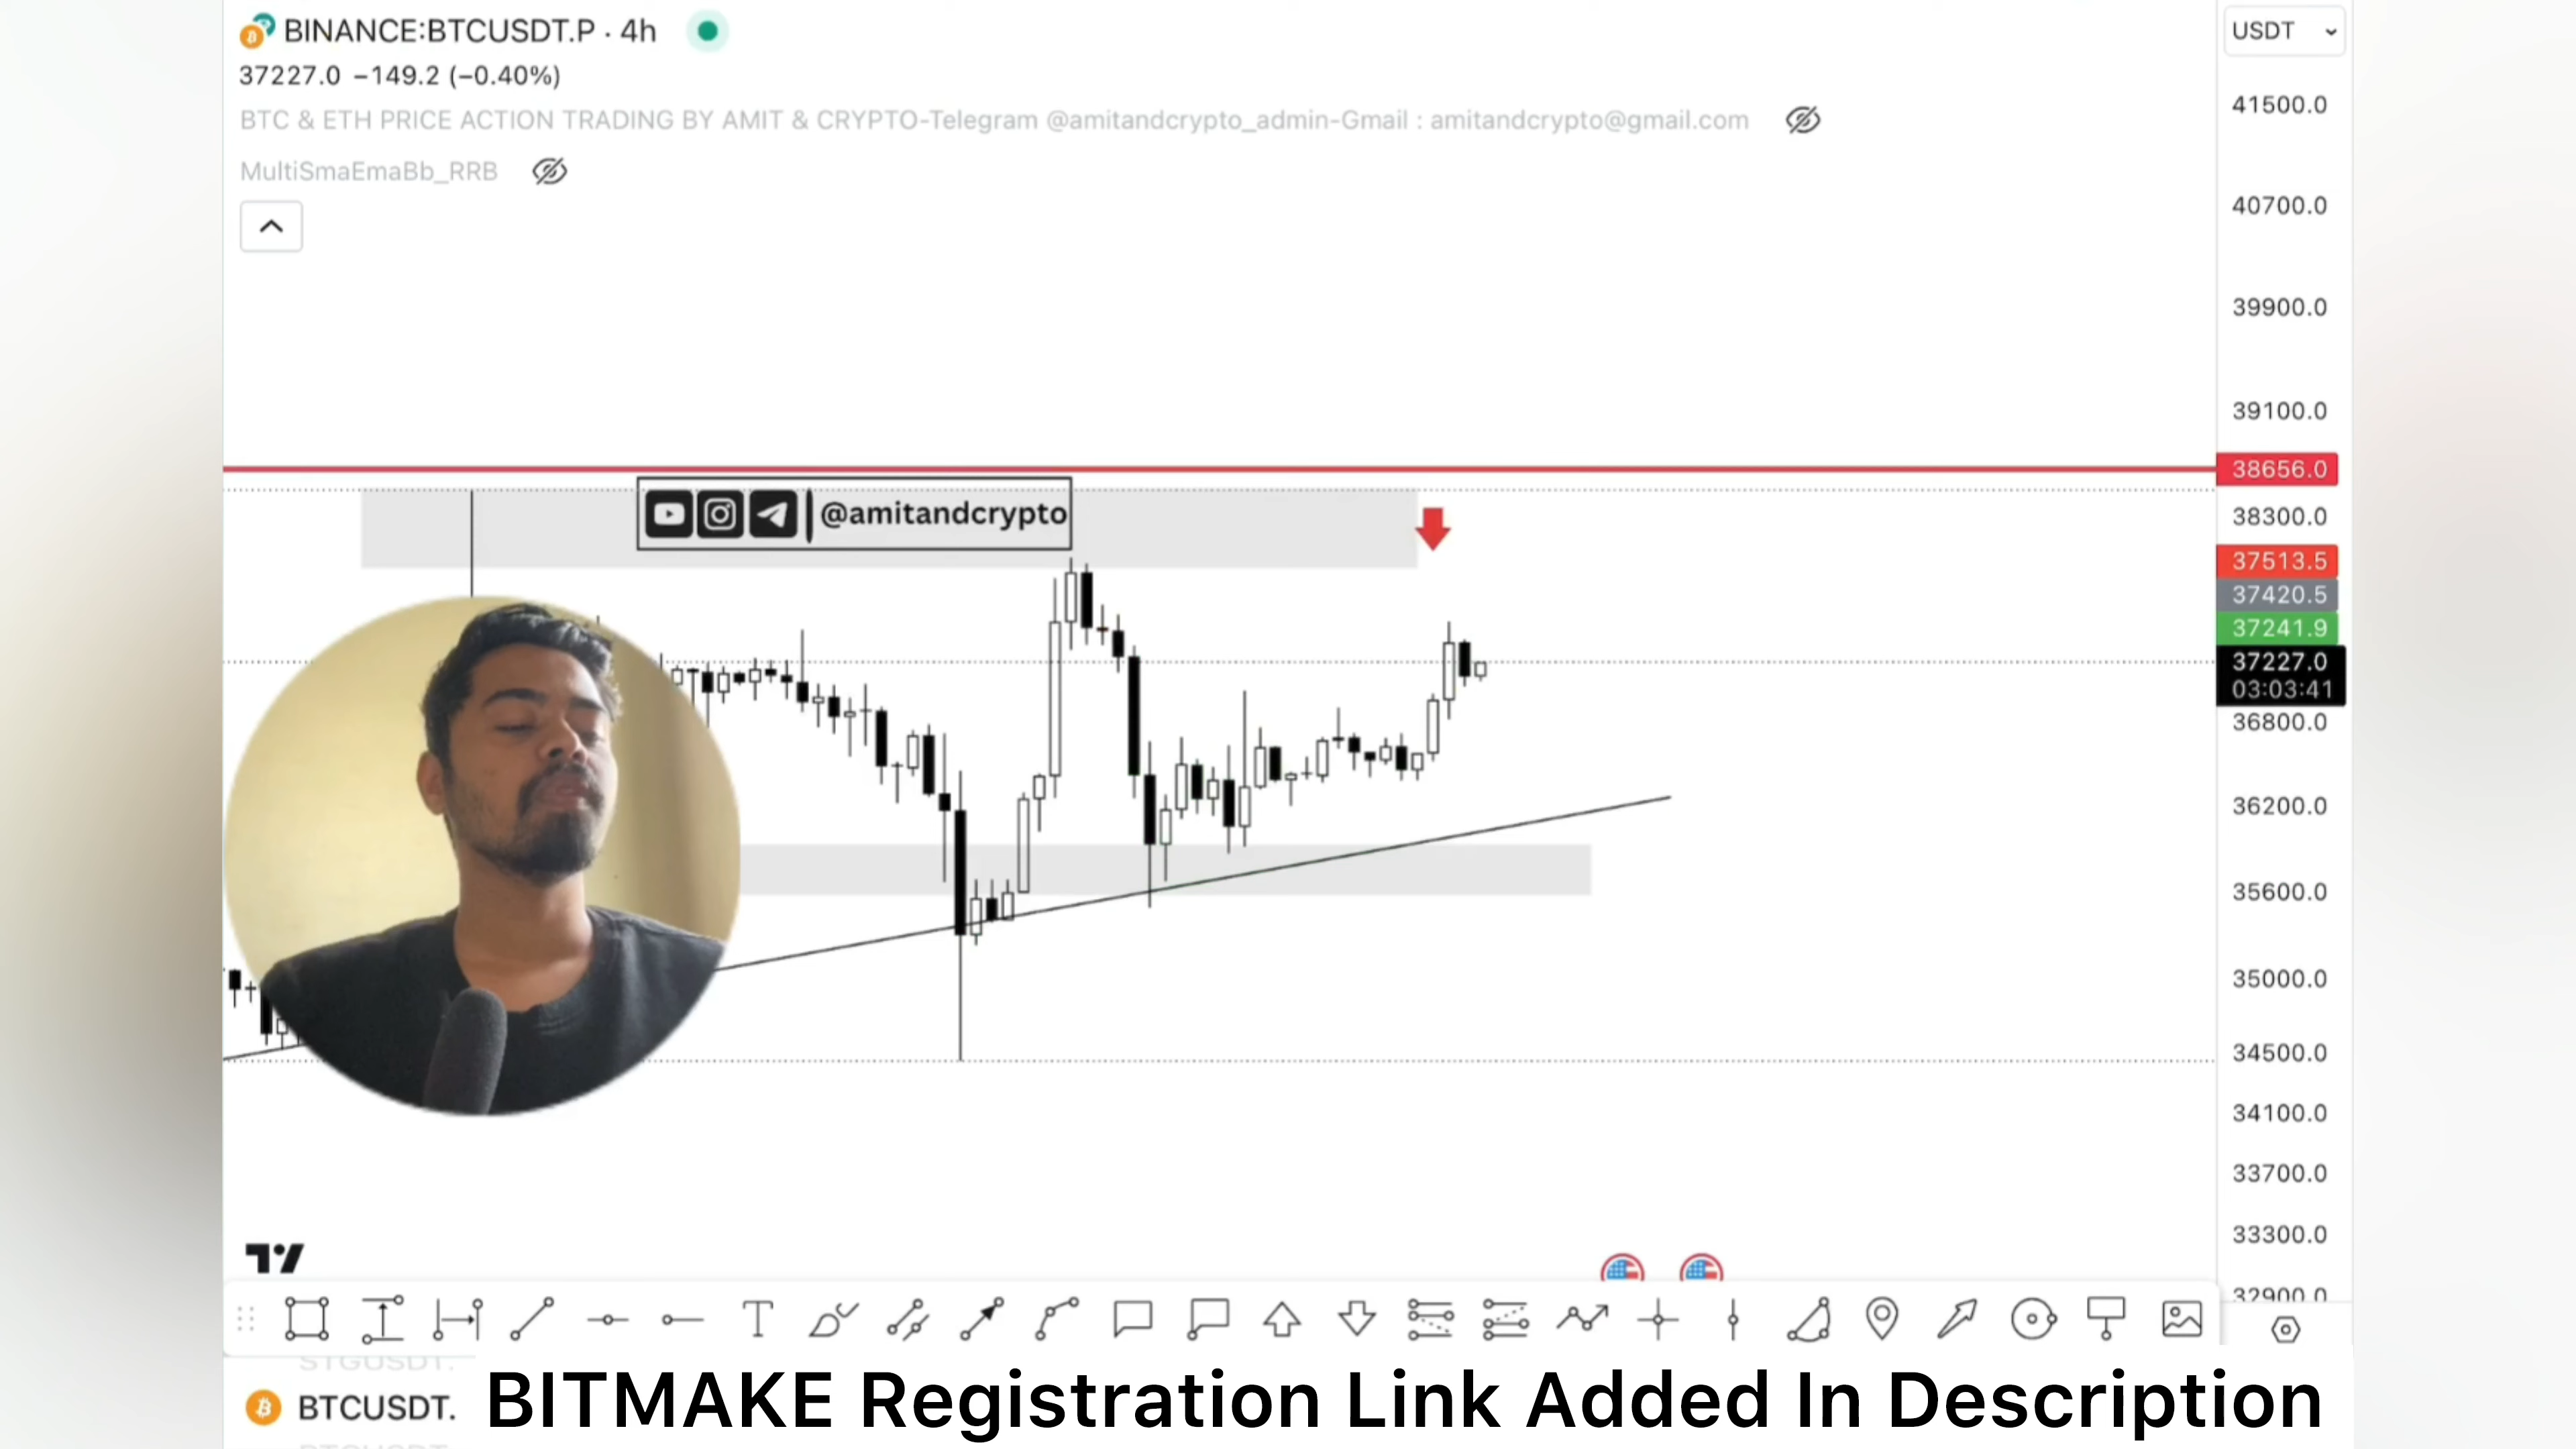 BINANCE:BTCUSDT.P · 4h
USDT
37227.0 −149.2 (−0.40%)
BTC & ETH PRICE ACTION TRADING BY AMIT & CRYPTO-Telegram @amitandcrypto_admin-Gmail : amitandcrypto@gmail.com
MultiSmaEmaBb_RRB
41500.0
40700.0
39900.0
39100.0
38656.0
@amitandcrypto
38300.0
37513.5
37420.5
37241.9
37227.0
03:03:41
36800.0
36200.0
35600.0
35000.0
34500.0
34100.0
33700.0
33300.0
32900.0
BTCUSDT.
BITMAKE Registration Link Added In Description